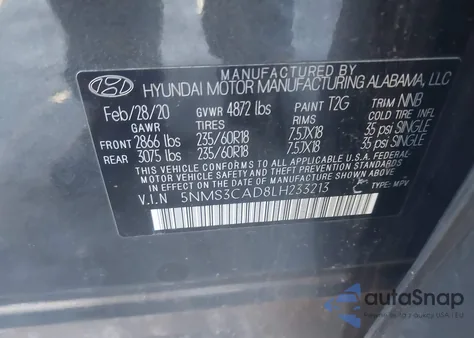 MANUFACTURED BY
HYUNDAI MOTOR MANUFACTURING ALABAMA, LLC
Feb/28/20 GVWR 4872 lbs PAINT T2G TRIM NNB
GAWR TIRES RIMS COLD TIRE INFL.
FRONT 2866 lbs 235/60R18 7.5JX18 35 psi SINGLE
REAR 3075 lbs 235/60R18 7.5JX18 35 psi SINGLE
THIS VEHICLE CONFORMS TO ALL APPLICABLE FEDERAL
MOTOR VEHICLE SAFETY AND THEFT PREVENTION STANDARDS
IN EFFECT ON THE DATE OF MANUFACTURE SHOWN ABOVE.
V.I.N 5NMS3CAD8LH233213 TYPE: MPV
autoSnap